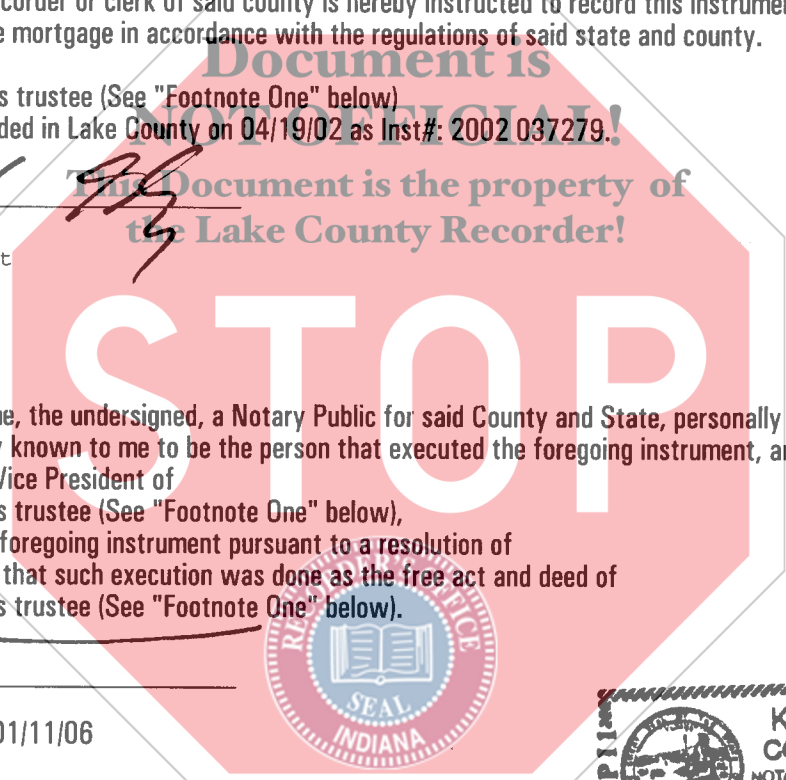 corder or clerk of said county is hereby instructed to record this instrument
e mortgage in accordance with the regulations of said state and county.
Document is
s trustee (See "Footnote One" below)
NOT OFFICIAL!
ded in Lake County on 04/19/02 as Inst#: 2002 037279.
This Document is the property of
the Lake County Recorder!
t
STOP
e, the undersigned, a Notary Public for said County and State, personally
y known to me to be the person that executed the foregoing instrument, an
Vice President of
s trustee (See "Footnote One" below),
foregoing instrument pursuant to a resolution of
that such execution was done as the free act and deed of
s trustee (See "Footnote One" below).
RECORDER'S OFFICE
SEAL
INDIANA
01/11/06
K
CO
NOTA